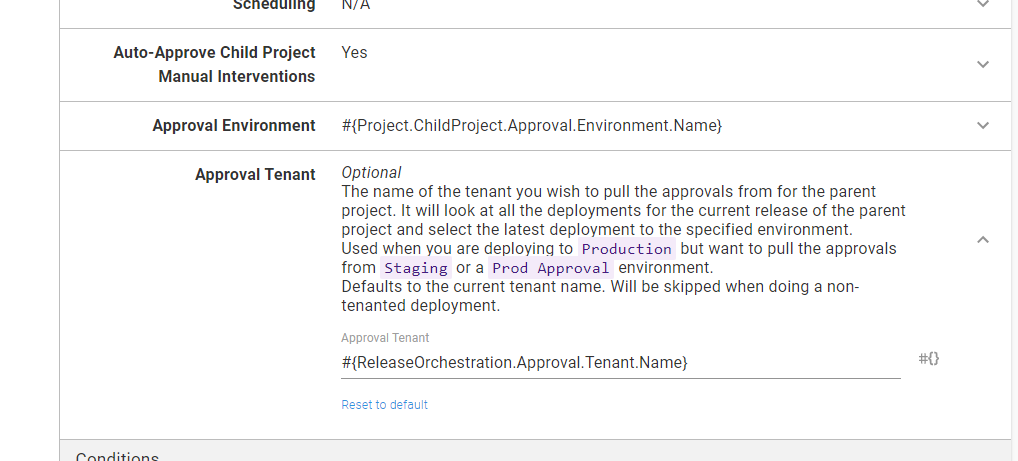 Scheduling N/A
Auto-Approve Child Project Yes
Manual Interventions
Approval Environment #{Project.ChildProject.Approval.Environment.Name}
Approval Tenant Optional
The name of the tenant you wish to pull the approvals from for the parent
project. It will look at all the deployments for the current release of the parent
project and select the latest deployment to the specified environment.
Used when you are deploying to Production but want to pull the approvals
from Staging or a Prod Approval environment.
Defaults to the current tenant name. Will be skipped when doing a non-
tenanted deployment.
Approval Tenant
#{ReleaseOrchestration.Approval.Tenant.Name} #{}
Reset to default
Conditions